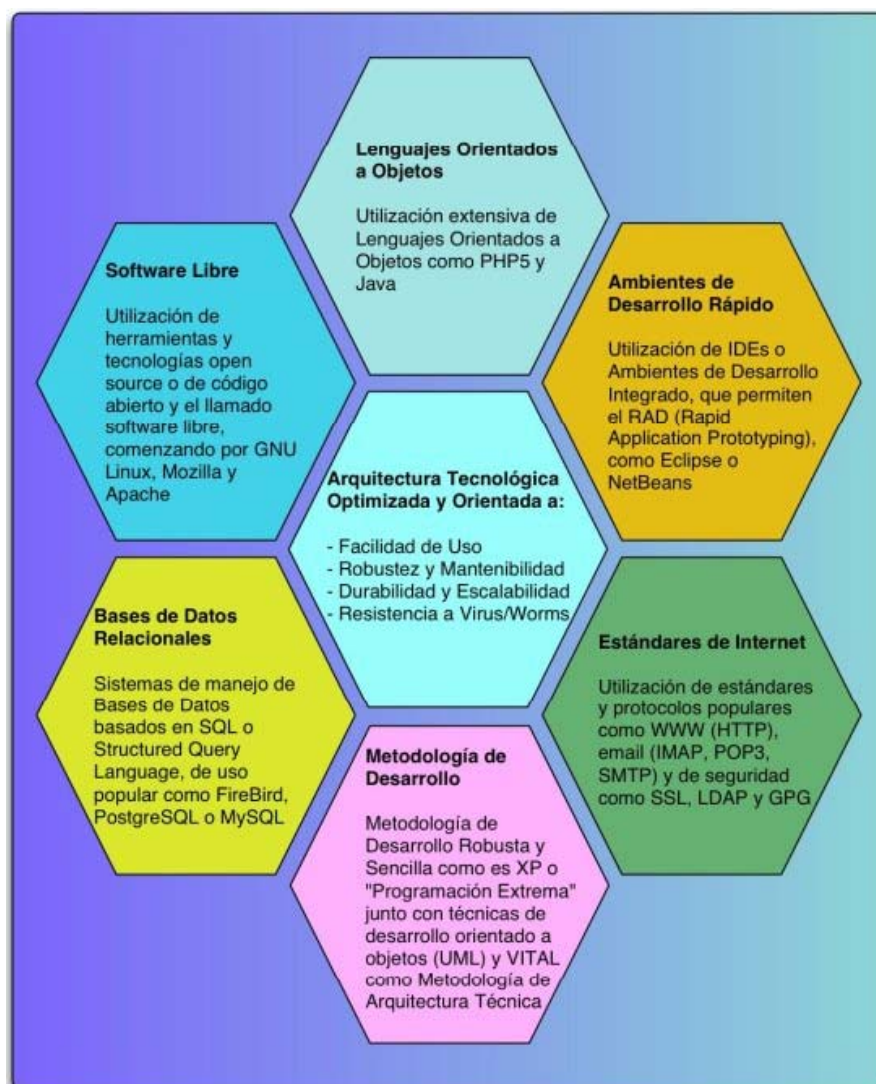 Lenguajes Orientados
a Objetos
Utilización extensiva de
Lenguajes Orientados a
Objetos como PHP5 y
Java
Software Libre
Utilización de
herramientas y
tecnologías open
source o de código
abierto y el llamado
software libre,
comenzando por GNU
Linux, Mozilla y
Apache
Ambientes de
Desarrollo Rápido
Utilización de IDEs o
Ambientes de Desarrollo
Integrado, que permiten
el RAD (Rapid
Application Prototyping),
como Eclipse o
NetBeans
Arquitectura Tecnológica
Optimizada y Orientada a:
- Facilidad de Uso
- Robustez y Mantenibilidad
- Durabilidad y Escalabilidad
- Resistencia a Virus/Worms
Bases de Datos
Relacionales
Sistemas de manejo de
Bases de Datos
basados en SQL o
Structured Query
Language, de uso
popular como FireBird,
PostgreSQL o MySQL
Estándares de Internet
Utilización de estándares
y protocolos populares
como WWW (HTTP),
email (IMAP, POP3,
SMTP) y de seguridad
como SSL, LDAP y GPG
Metodología de
Desarrollo
Metodología de
Desarrollo Robusta y
Sencilla como es XP o
"Programación Extrema"
junto con técnicas de
desarrollo orientado a
objetos (UML) y VITAL
como Metodología de
Arquitectura Técnica